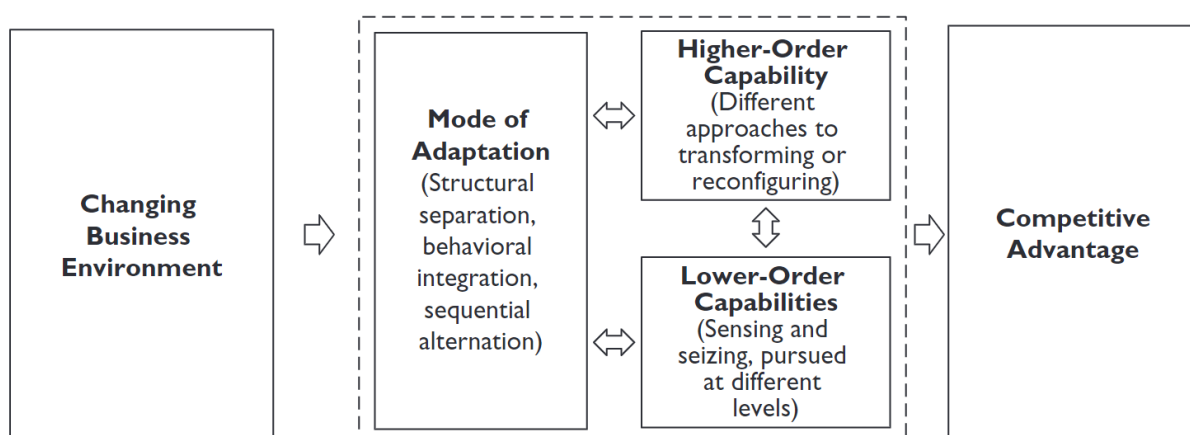 Changing
Business
Environment
Mode of
Adaptation
(Structural
separation,
behavioral
integration,
sequential
alternation)
Higher-Order
Capability
(Different
approaches to
transforming or
reconfiguring)
Lower-Order
Capabilities
(Sensing and
seizing, pursued
at different
levels)
Competitive
Advantage